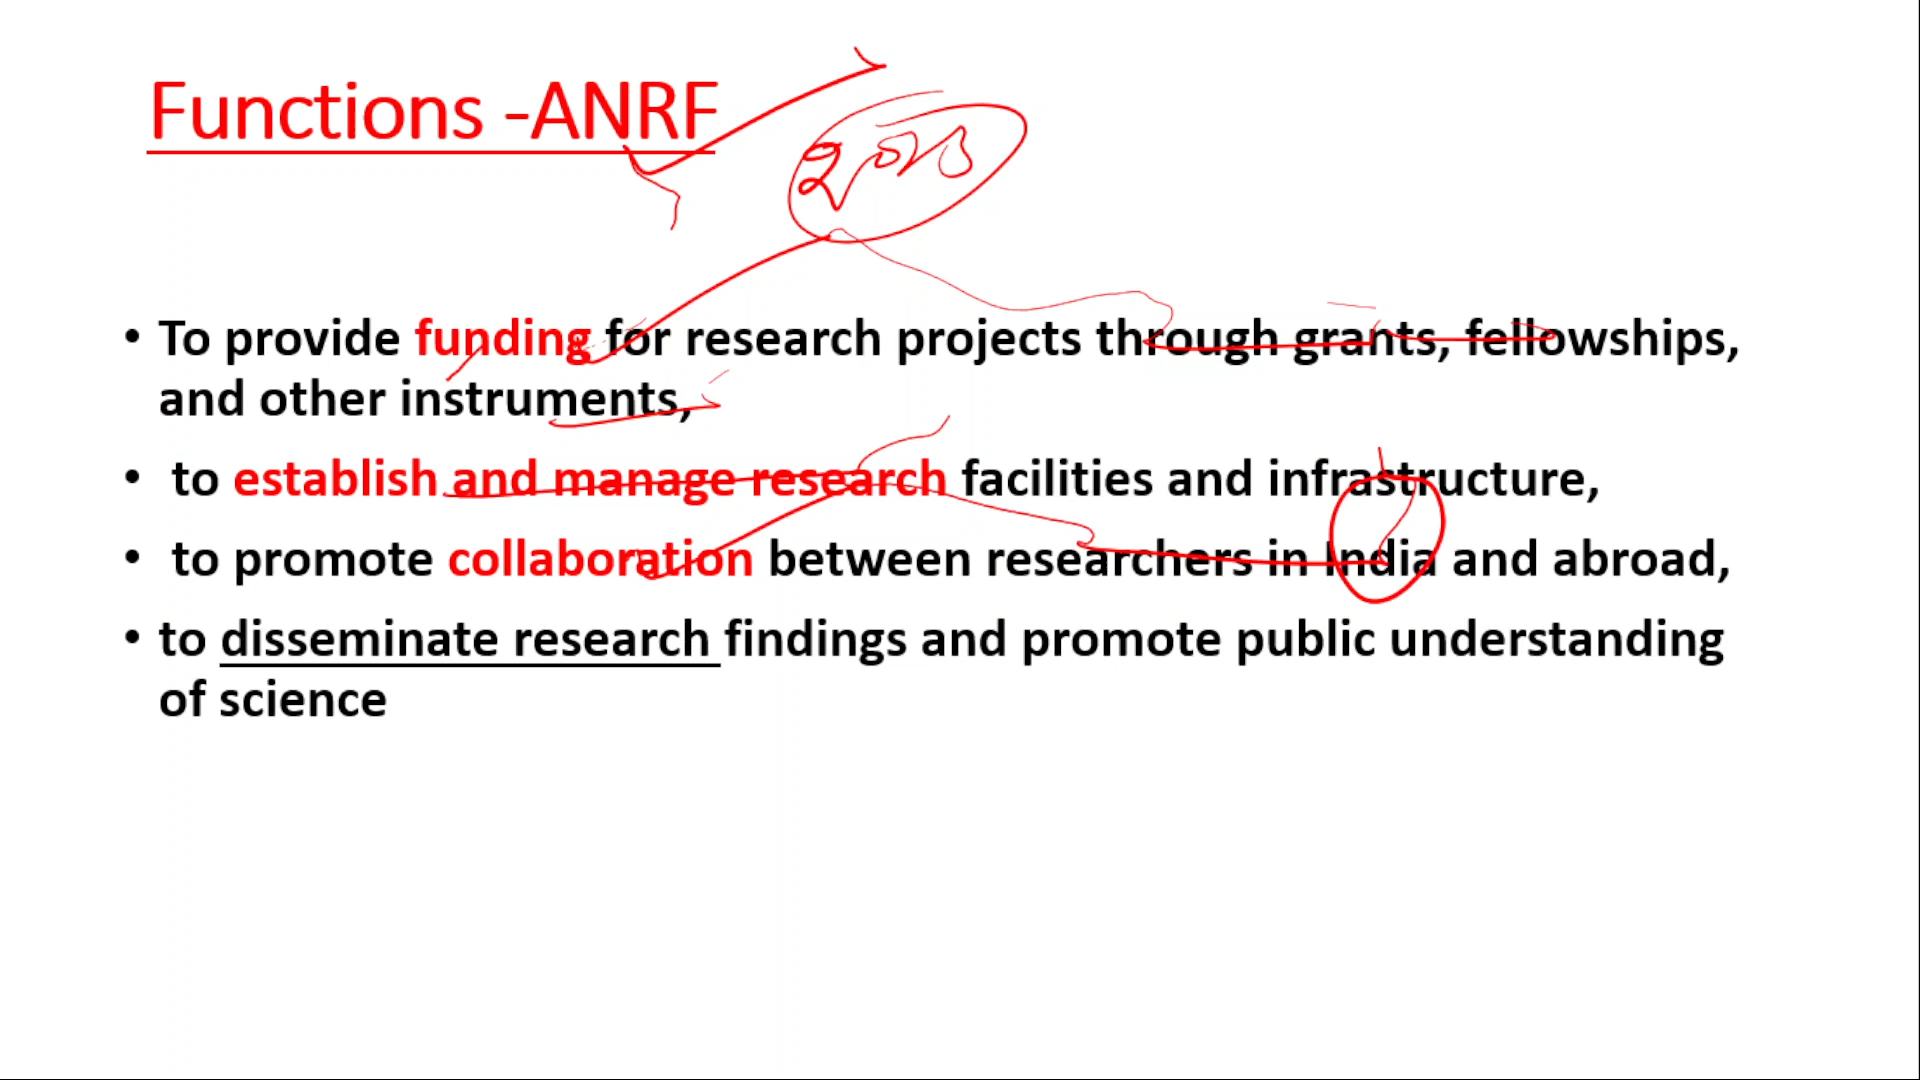 Functions -ANRF
2023
• To provide funding for research projects through grants, fellowships,
and other instruments,
• to establish and manage research facilities and infrastructure,
• to promote collaboration between researchers in India and abroad,
• to disseminate research findings and promote public understanding
of science